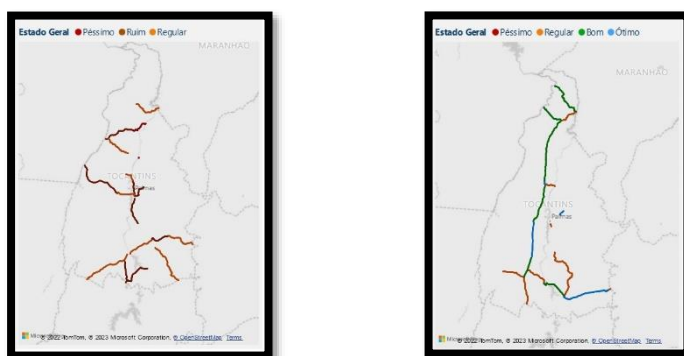 Estado Geral Péssimo Ruim Regular
MARANHÃO
TOCANTINS
Palmas
© 2022 TomTom, © 2023 Microsoft Corporation, © OpenStreetMap Terms
Estado Geral Péssimo Regular Bom Ótimo
MARANHÃO
TOCANTINS
Palmas
© 2022 TomTom, © 2023 Microsoft Corporation, © OpenStreetMap Terms